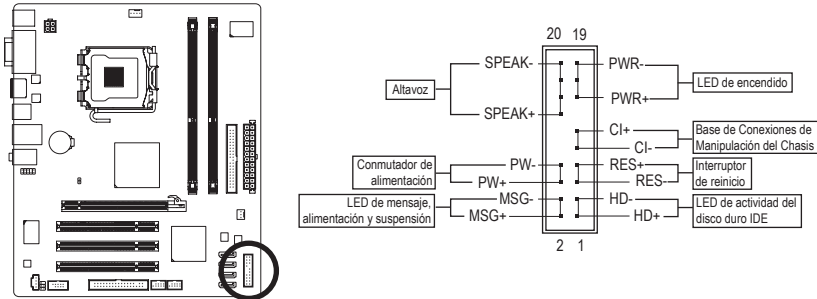 20 19
SPEAK-
SPEAK+
Altavoz
PWR-
PWR+
LED de encendido
CI+
CI-
Base de Conexiones de
Manipulación del Chasis
Conmutador de
alimentación
PW-
PW+
RES+
RES-
Interruptor
de reinicio
LED de mensaje,
alimentación y suspensión
MSG-
MSG+
HD-
HD+
LED de actividad del
disco duro IDE
2 1